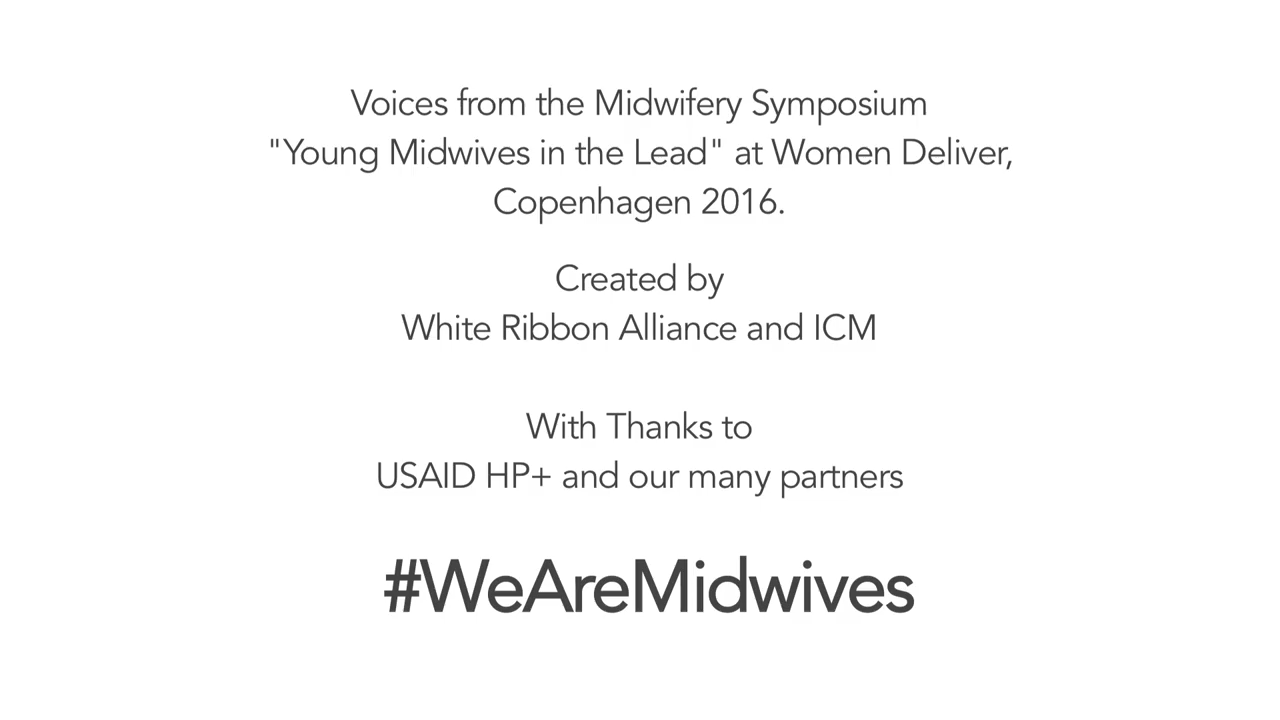 Voices from the Midwifery Symposium
"Young Midwives in the Lead" at Women Deliver,
Copenhagen 2016.
Created by
White Ribbon Alliance and ICM
With Thanks to
USAID HP+ and our many partners
#WeAreMidwives